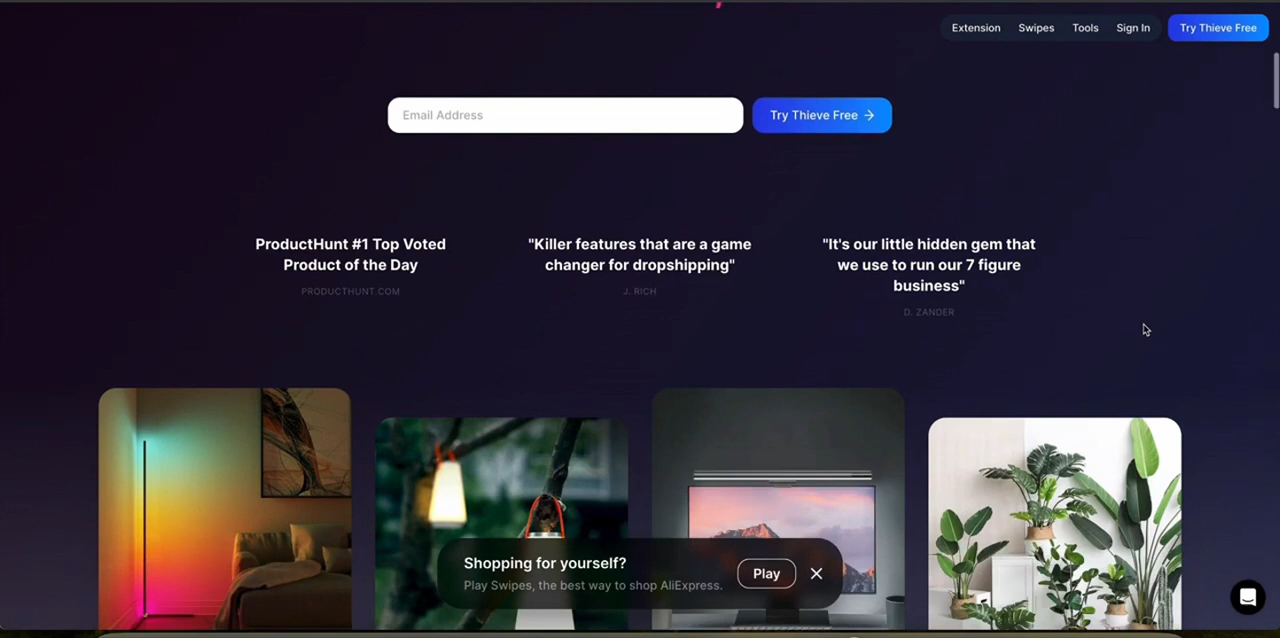 Extension Swipes Tools Sign In Try Thieve Free
Email Address Try Thieve Free →
ProductHunt #1 Top Voted
Product of the Day
PRODUCTHUNT.COM
"Killer features that are a game
changer for dropshipping"
J. RICH
"It's our little hidden gem that
we use to run our 7 figure
business"
D. ZANDER
Shopping for yourself?
Play Swipes, the best way to shop AliExpress.
Play